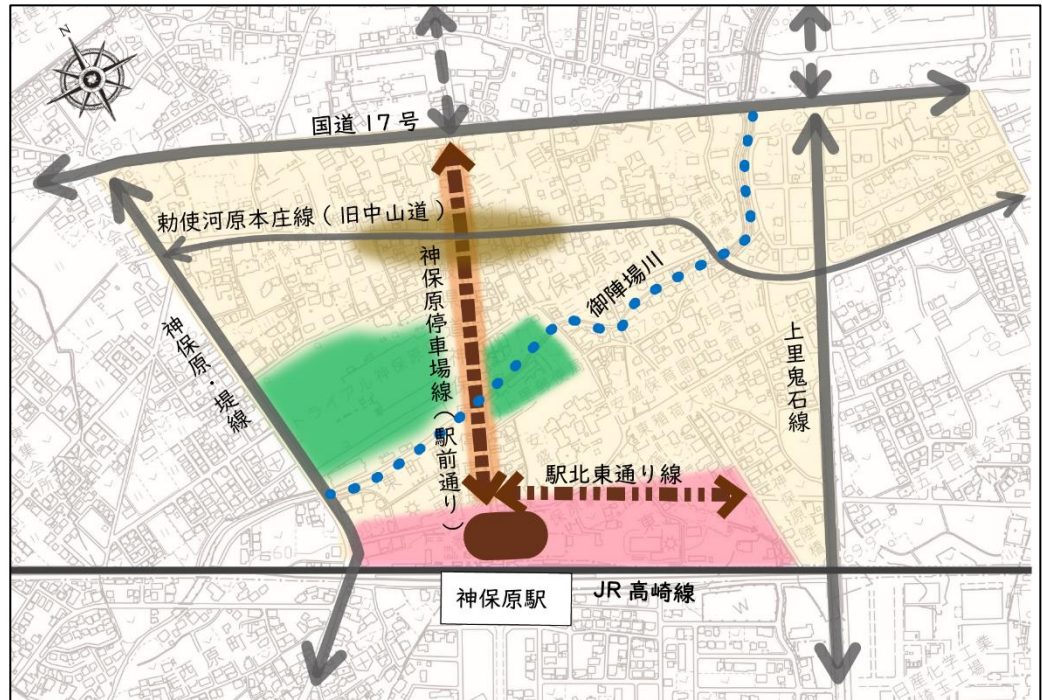 N
国道 17 号
勅使河原本庄線 ( 旧中山道 )
神保原停車場線 ( 駅前通り )
御陣場川
上里鬼石線
神保原・堤線
駅北東通り線
神保原駅
JR 高崎線